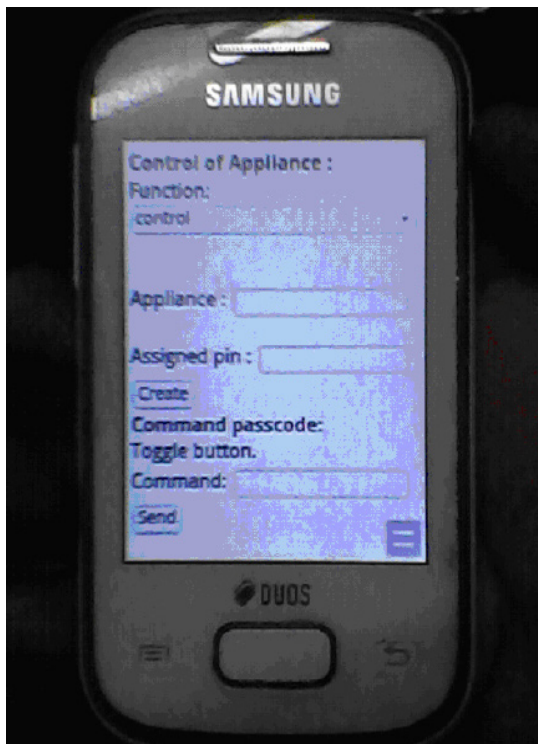 SAMSUNG
Control of Appliance :
Function:
control
Appliance :
Assigned pin :
Create
Command passcode:
Toggle button.
Command:
Send
DUOS